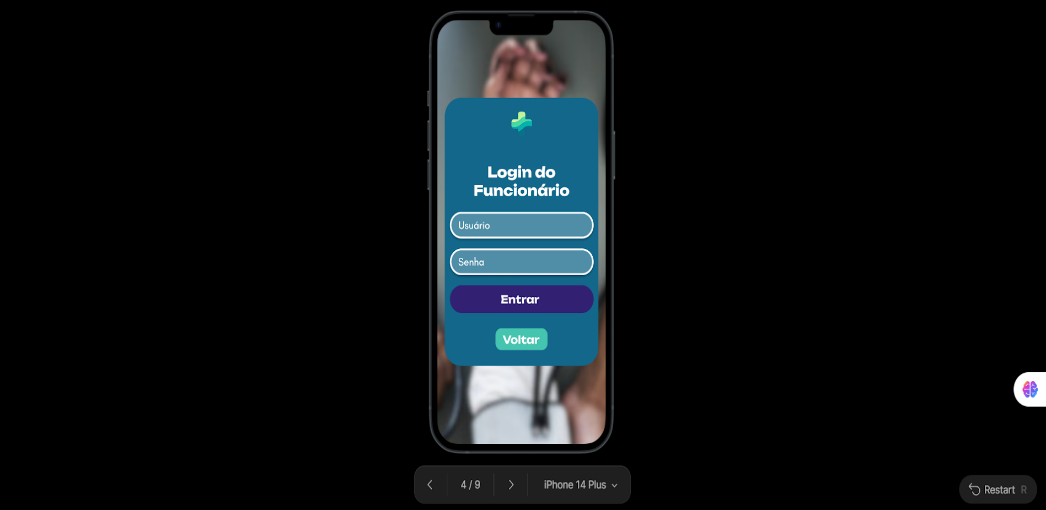 Login do
Funcionário
Usuário
Senha
Entrar
Voltar
4 / 9
iPhone 14 Plus
Restart R